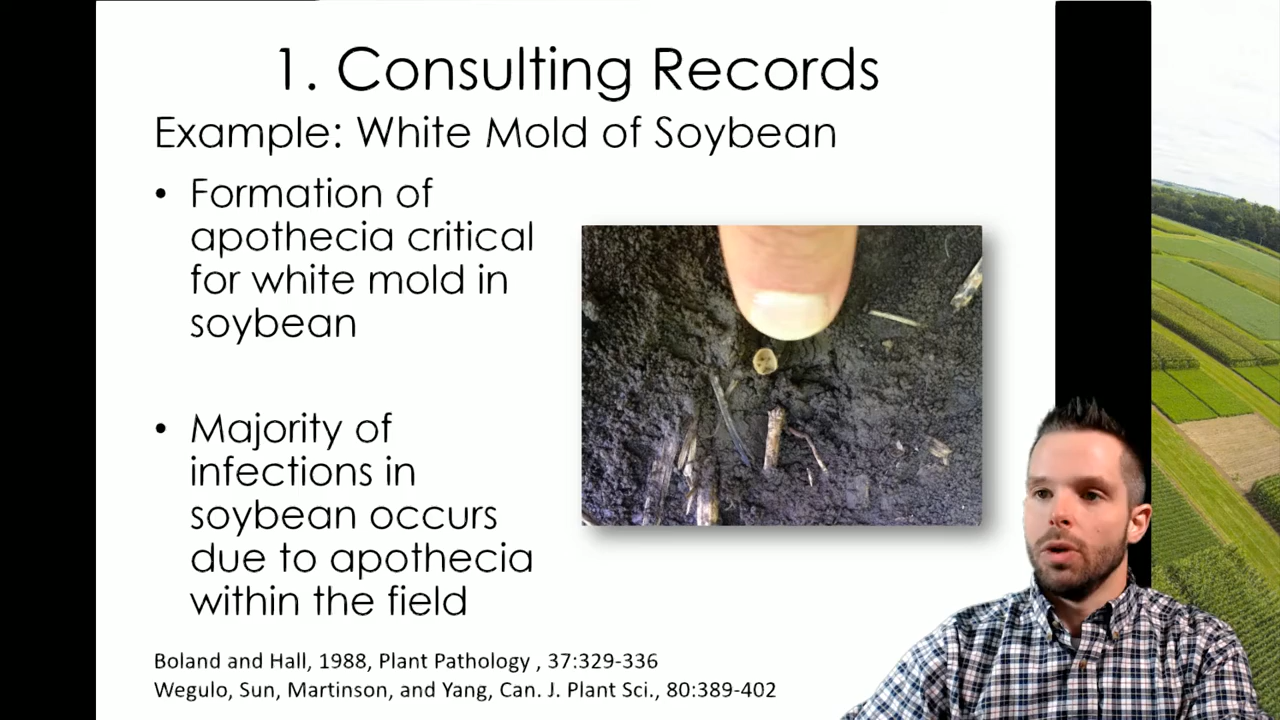 1. Consulting Records
Example: White Mold of Soybean
• Formation of
apothecia critical
for white mold in
soybean
• Majority of
infections in
soybean occurs
due to apothecia
within the field
Boland and Hall, 1988, Plant Pathology , 37:329-336
Wegulo, Sun, Martinson, and Yang, Can. J. Plant Sci., 80:389-402